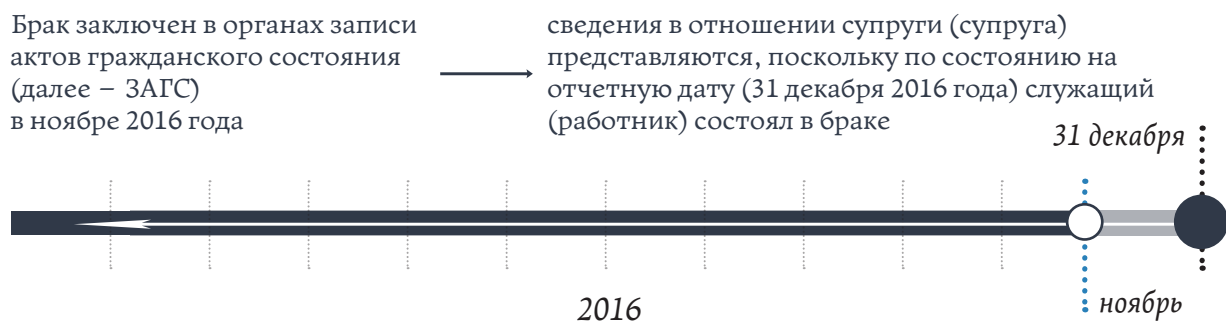 Брак заключен в органах записи
актов гражданского состояния
(далее – ЗАГС)
в ноябре 2016 года
сведения в отношении супруги (супруга)
представляются, поскольку по состоянию на
отчетную дату (31 декабря 2016 года) служащий
(работник) состоял в браке
31 декабря
2016
ноябрь